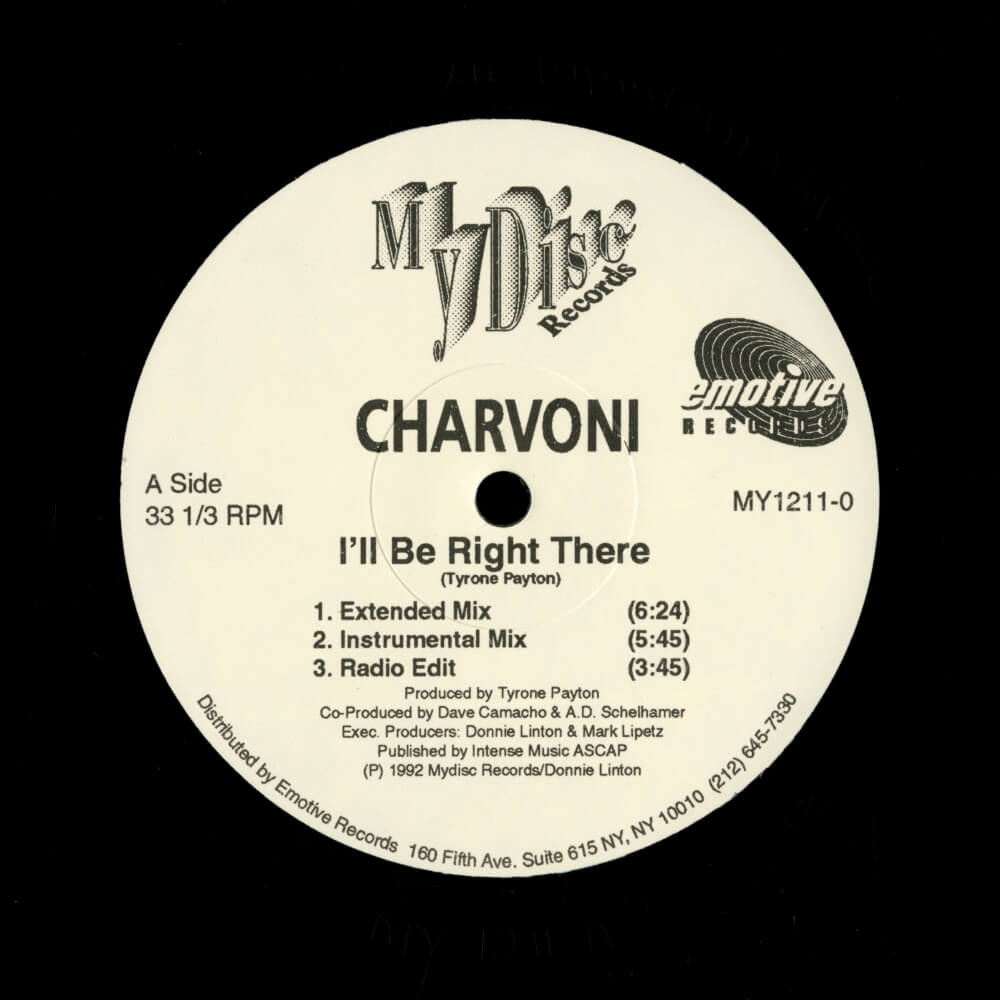 My Disc
Records
emotive
RECORDS
CHARVONI
A Side
33 1/3 RPM
MY1211-0
I'll Be Right There
(Tyrone Payton)
1. Extended Mix (6:24)
2. Instrumental Mix (5:45)
3. Radio Edit (3:45)
Produced by Tyrone Payton
Co-Produced by Dave Camacho & A.D. Schelhamer
Exec. Producers: Donnie Linton & Mark Lipetz
Published by Intense Music ASCAP
(P) 1992 Mydisc Records/Donnie Linton
Distributed by Emotive Records 160 Fifth Ave. Suite 615 NY, NY 10010 (212) 645-7330